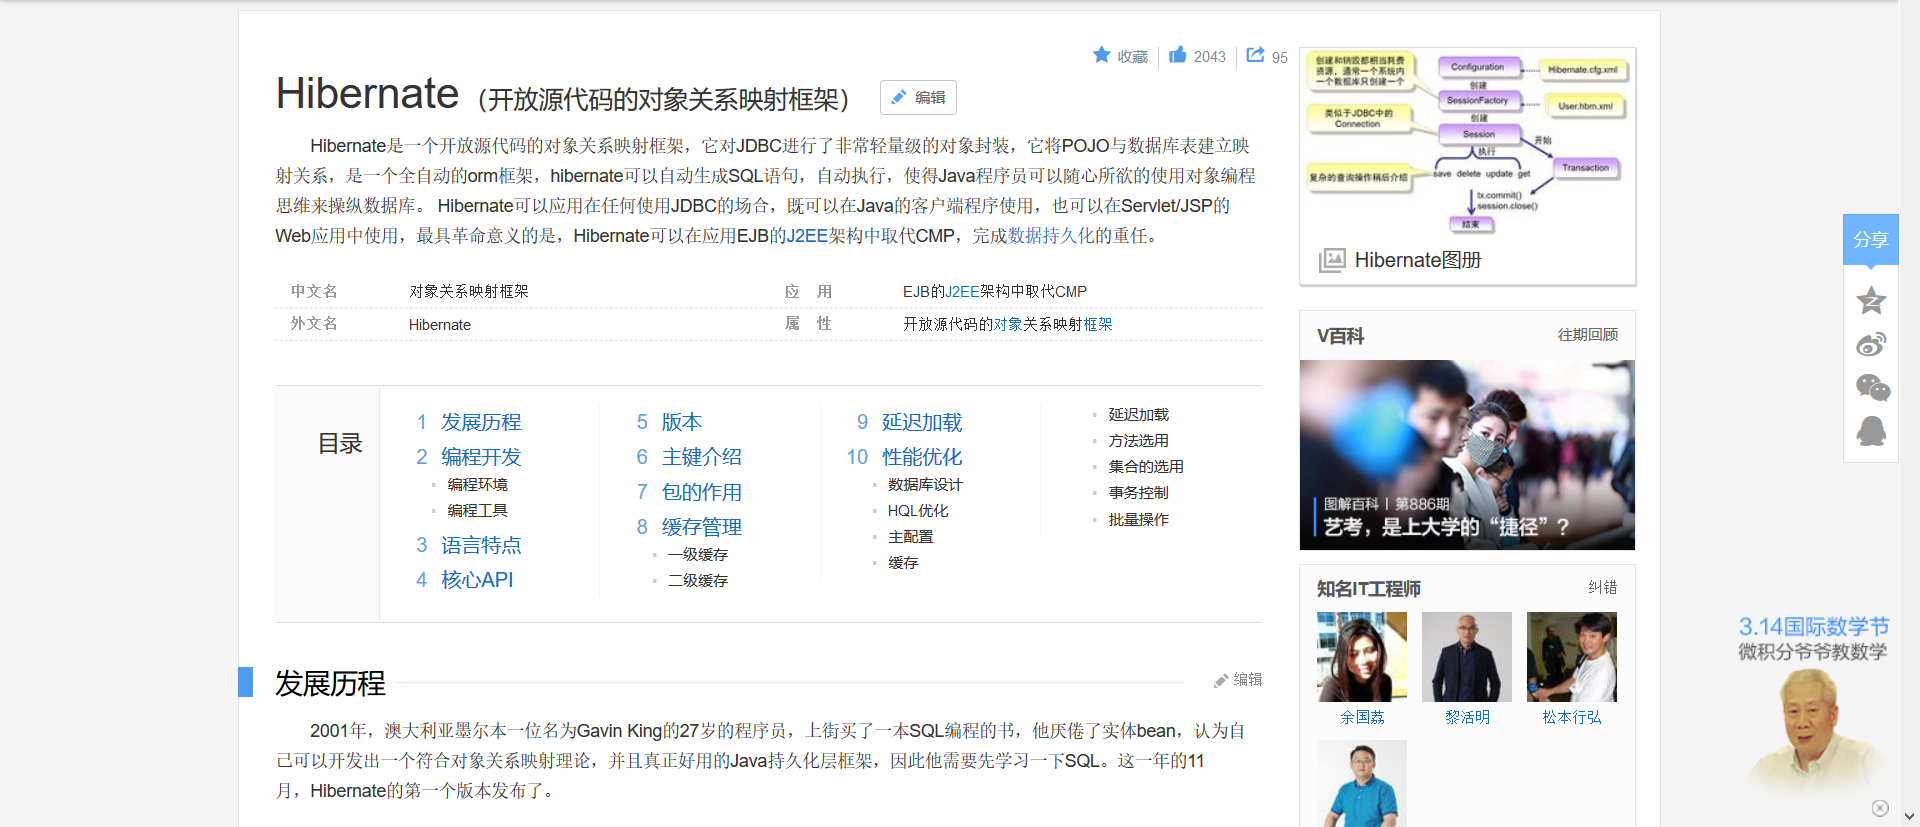 收藏 2043 95
Hibernate（开放源代码的对象关系映射框架） 编辑
Hibernate是一个开放源代码的对象关系映射框架，它对JDBC进行了非常轻量级的对象封装，它将POJO与数据库表建立映
射关系，是一个全自动的orm框架，hibernate可以自动生成SQL语句，自动执行，使得Java程序员可以随心所欲的使用对象编程
思维来操纵数据库。 Hibernate可以应用在任何使用JDBC的场合，既可以在Java的客户端程序使用，也可以在Servlet/JSP的
Web应用中使用，最具革命意义的是，Hibernate可以在应用EJB的J2EE架构中取代CMP，完成数据持久化的重任。
中文名 对象关系映射框架 应 用 EJB的J2EE架构中取代CMP
外文名 Hibernate 属 性 开放源代码的对象关系映射框架
目录
1 发展历程
2 编程开发
编程环境
编程工具
3 语言特点
4 核心API
5 版本
6 主键介绍
7 包的作用
8 缓存管理
一级缓存
二级缓存
9 延迟加载
10 性能优化
数据库设计
HQL优化
主配置
缓存
延迟加载
方法选用
集合的选用
事务控制
批量操作
发展历程 编辑
2001年，澳大利亚墨尔本一位名为Gavin King的27岁的程序员，上街买了一本SQL编程的书，他厌倦了实体bean，认为自
己可以开发出一个符合对象关系映射理论，并且真正好用的Java持久化层框架，因此他需要先学习一下SQL。这一年的11
月，Hibernate的第一个版本发布了。
创建和销毁都相当耗费
资源，通常一个系统内
一个数据库只创建一个
Configuration
Hibernate.cfg.xml
创建
SessionFactory
User.hbm.xml
类似于JDBC中的
Connection
创建
Session
开始
执行
Transaction
复杂的查询操作稍后介绍
save delete update get
tx.commit()
session.close()
结束
Hibernate图册
V百科 往期回顾
图解百科 | 第886期
艺考，是上大学的“捷径”？
知名IT工程师 纠错
余国荔 黎活明 松本行弘
分享
3.14国际数学节
微积分爷爷教数学